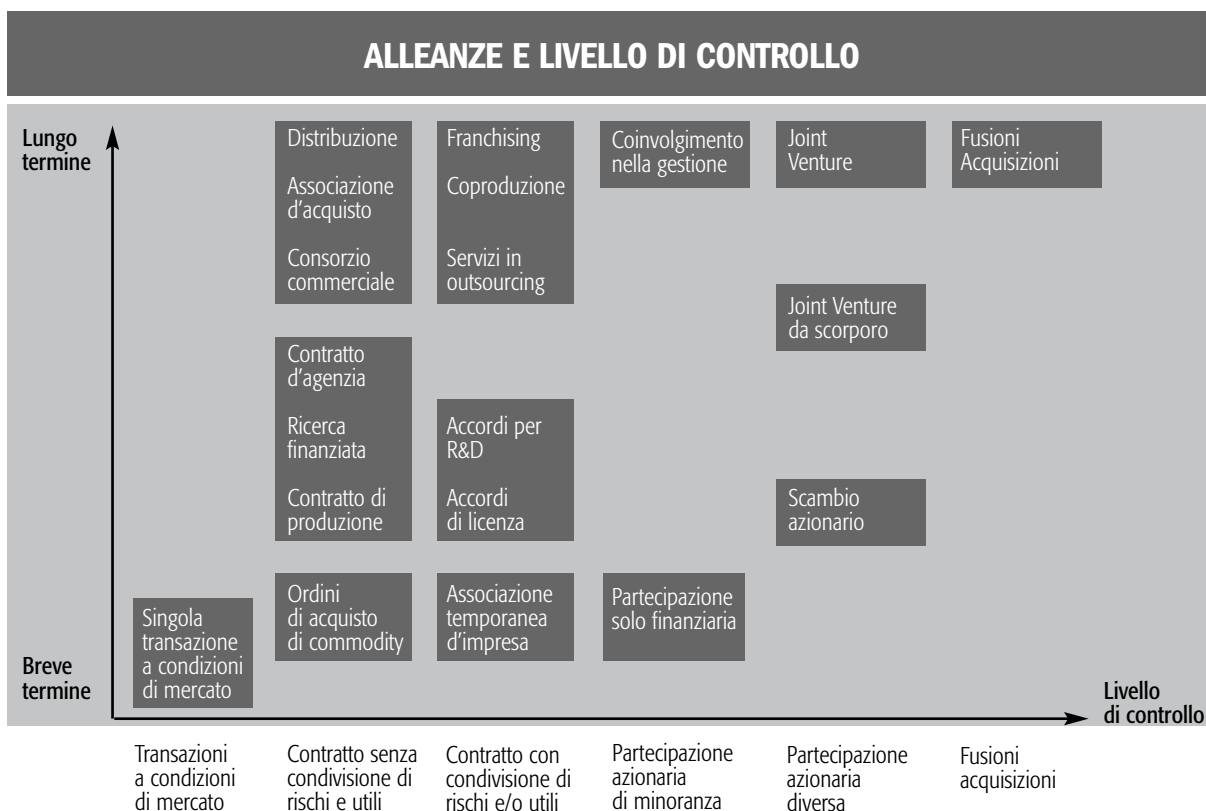 ALLEANZE E LIVELLO DI CONTROLLO
Lungo
termine
Distribuzione
Associazione
d'acquisto
Consorzio
commerciale
Franchising
Coproduzione
Servizi in
outsourcing
Coinvolgimento
nella gestione
Joint
Venture
Fusioni
Acquisizioni
Joint Venture
da scorporo
Contratto
d'agenzia
Ricerca
finanziata
Contratto di
produzione
Accordi per
R&D
Accordi
di licenza
Scambio
azionario
Singola
transazione
a condizioni
di mercato
Ordini
di acquisto
di commodity
Associazione
temporanea
d'impresa
Partecipazione
solo finanziaria
Breve
termine
Livello
di controllo
Transazioni
a condizioni
di mercato
Contratto senza
condivisione di
rischi e utili
Contratto con
condivisione di
rischi e/o utili
Partecipazione
azionaria
di minoranza
Partecipazione
azionaria
diversa
Fusioni
acquisizioni